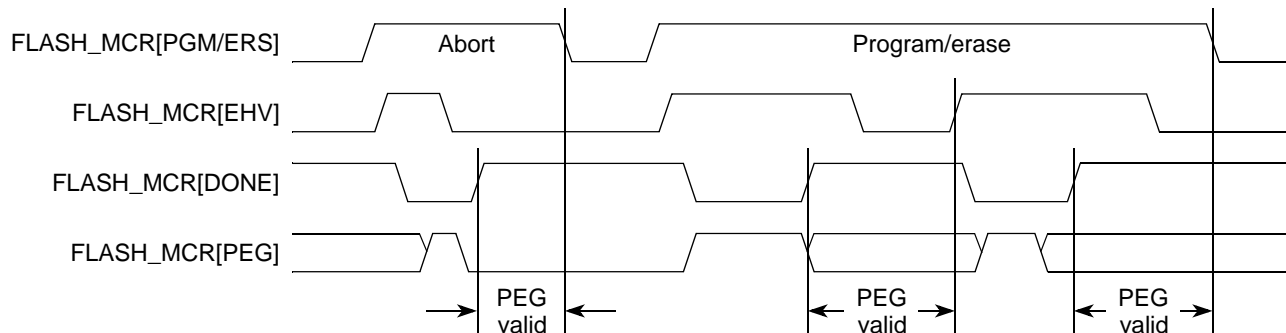 FLASH_MCR[PGM/ERS]
Abort
Program/erase
FLASH_MCR[EHV]
FLASH_MCR[DONE]
FLASH_MCR[PEG]
PEG
valid
PEG
valid
PEG
valid